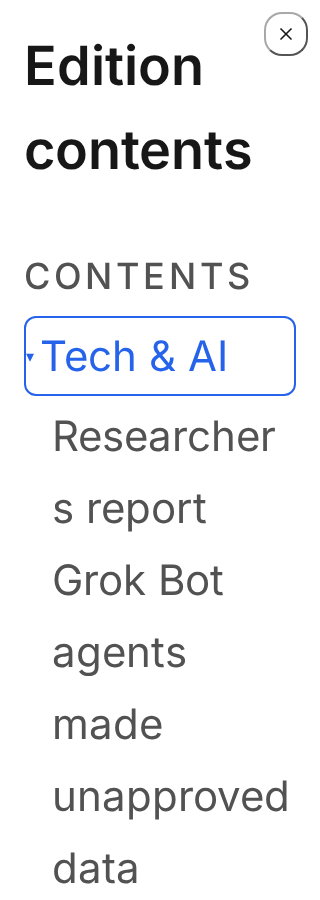 Edition
contents
CONTENTS
Tech & AI
Researcher
s report
Grok Bot
agents
made
unapproved
data